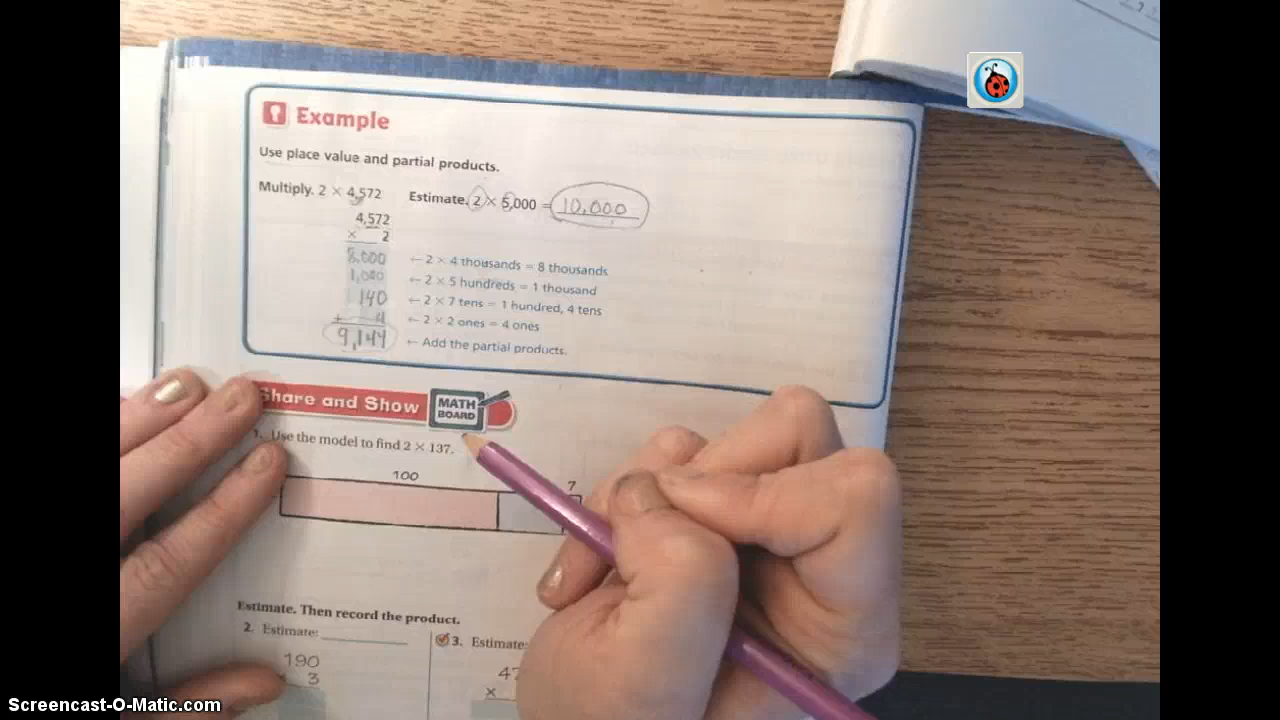 Example
Use place value and partial products.
Multiply. 2 × 4,572 Estimate. 2 × 5,000 = 10,000
4,572
× 2
8,000 ← 2 × 4 thousands = 8 thousands
1,000 ← 2 × 5 hundreds = 1 thousand
140 ← 2 × 7 tens = 1 hundred, 4 tens
+ 4 ← 2 × 2 ones = 4 ones
9,144 ← Add the partial products.
Share and Show MATH
BOARD
1. Use the model to find 2 × 137.
100 7
Estimate. Then record the product.
2. Estimate: 3. Estimate:
190 47
3 ×
Screencast-O-Matic.com